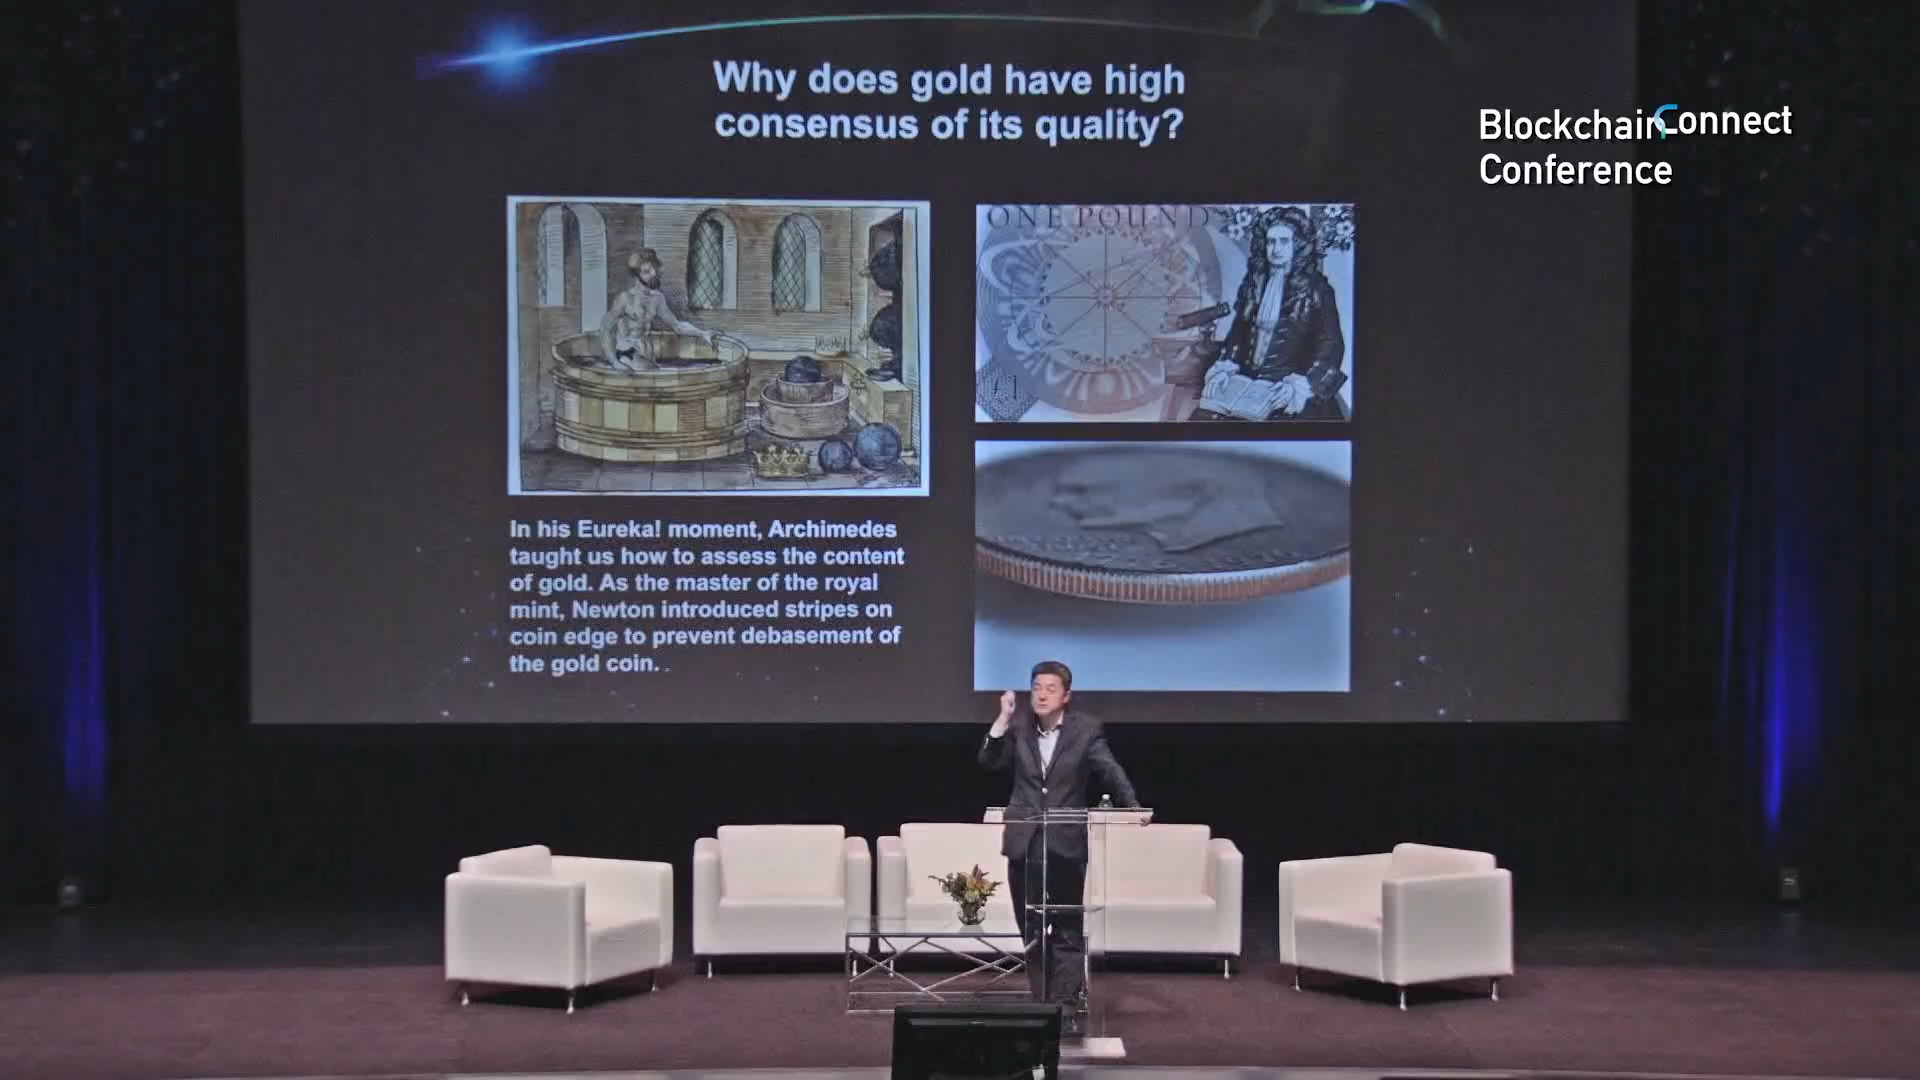 Why does gold have high
consensus of its quality?
BlockchainConnect
Conference
ONE POUND
£1
In his Eureka! moment, Archimedes
taught us how to assess the content
of gold. As the master of the royal
mint, Newton introduced stripes on
coin edge to prevent debasement of
the gold coin. .